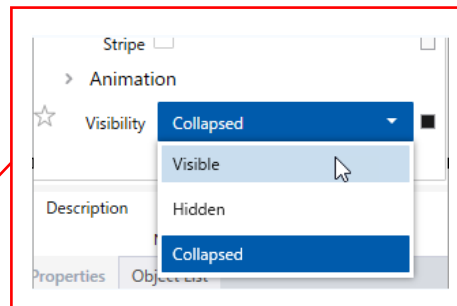 Stripe
Animation
Visibility Collapsed
Visible
Description
Hidden
Collapsed
Properties Object List